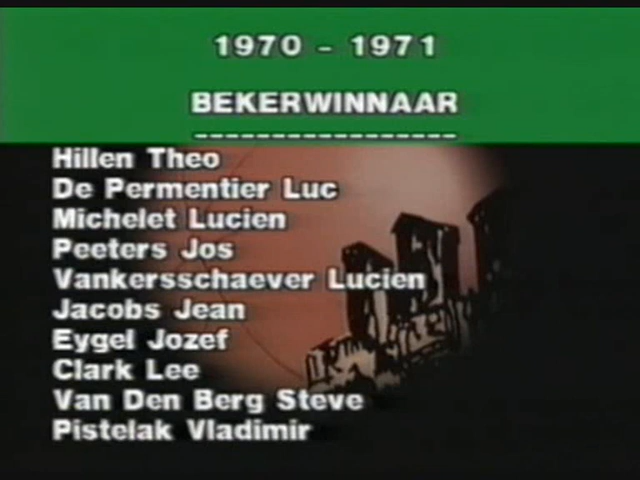 1970 - 1971
BEKERWINNAAR
-----------------
Hillen Theo
De Permentier Luc
Michelet Lucien
Peeters Jos
Vankersschaever Lucien
Jacobs Jean
Eygel Jozef
Clark Lee
Van Den Berg Steve
Pistelak Vladimir